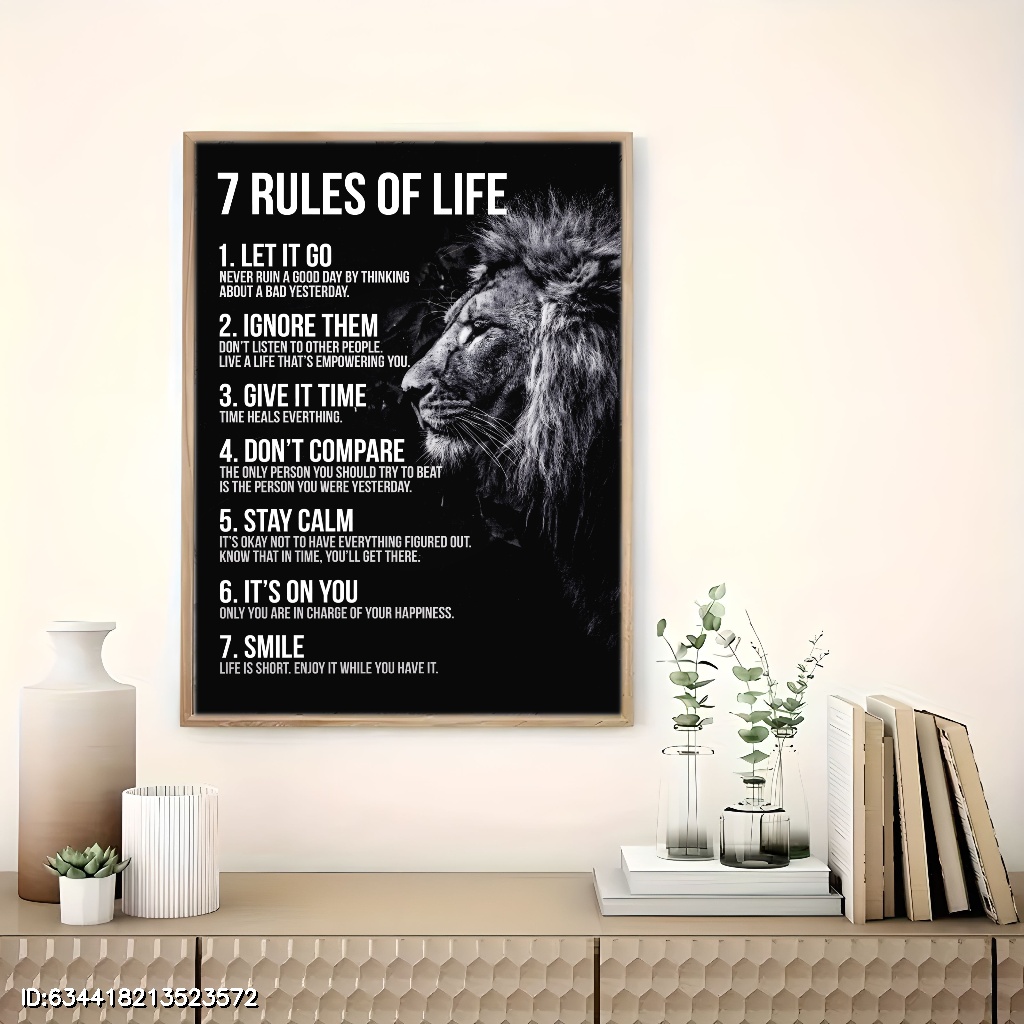 7 RULES OF LIFE
1. LET IT GO
NEVER RUIN A GOOD DAY BY THINKING
ABOUT A BAD YESTERDAY.
2. IGNORE THEM
DON'T LISTEN TO OTHER PEOPLE.
LIVE A LIFE THAT'S EMPOWERING YOU.
3. GIVE IT TIME
TIME HEALS EVERTHING.
4. DON'T COMPARE
THE ONLY PERSON YOU SHOULD TRY TO BEAT
IS THE PERSON YOU WERE YESTERDAY.
5. STAY CALM
IT'S OKAY NOT TO HAVE EVERYTHING FIGURED OUT.
KNOW THAT IN TIME, YOU'LL GET THERE.
6. IT'S ON YOU
ONLY YOU ARE IN CHARGE OF YOUR HAPPINESS.
7. SMILE
LIFE IS SHORT. ENJOY IT WHILE YOU HAVE IT.
ID:634418213523572